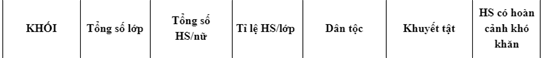 KHỐI
Tổng số lớp
Tổng số
HS/nữ
Tỉ lệ HS/lớp
Dân tộc
Khuyết tật
HS có hoàn
cảnh khó
khăn